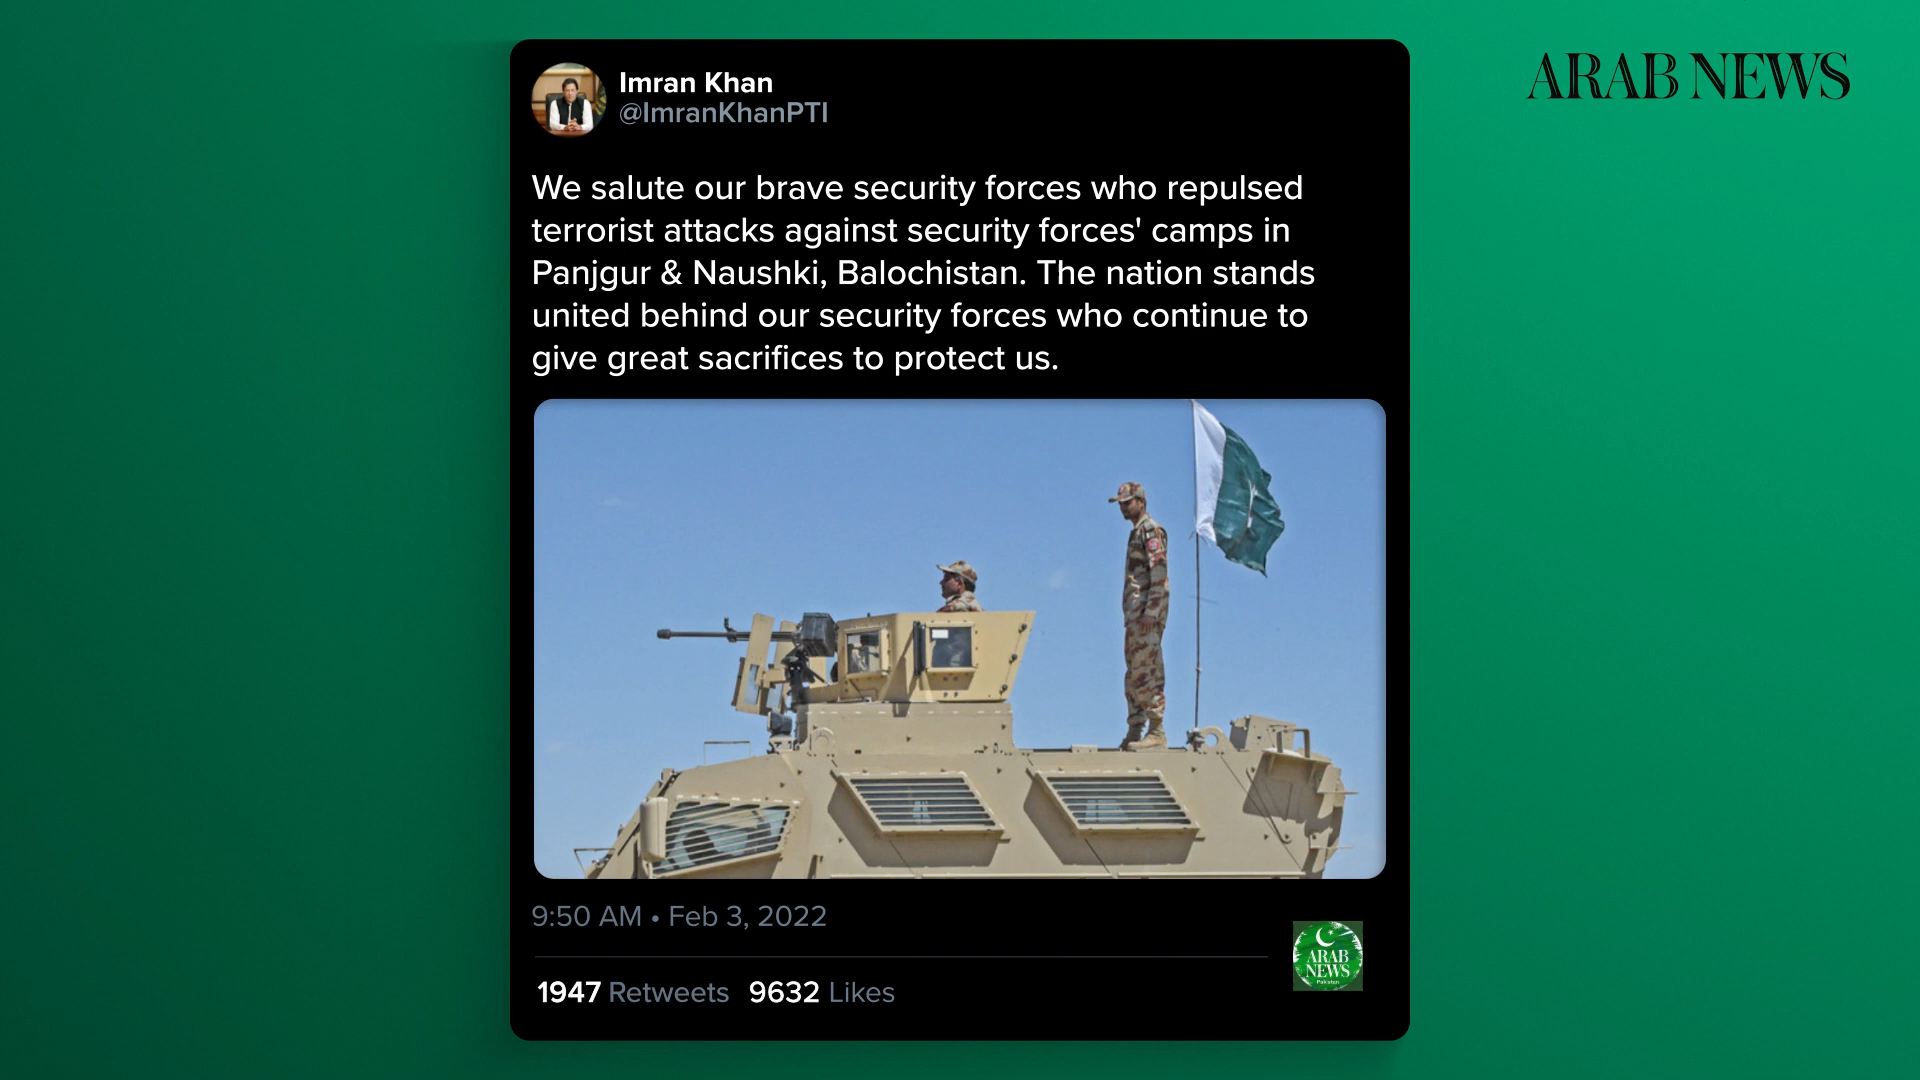 ARAB NEWS
Imran Khan
@ImranKhanPTI
We salute our brave security forces who repulsed
terrorist attacks against security forces' camps in
Panjgur & Naushki, Balochistan. The nation stands
united behind our security forces who continue to
give great sacrifices to protect us.
9:50 AM • Feb 3, 2022
ARAB
NEWS
Pakistan
1947 Retweets 9632 Likes